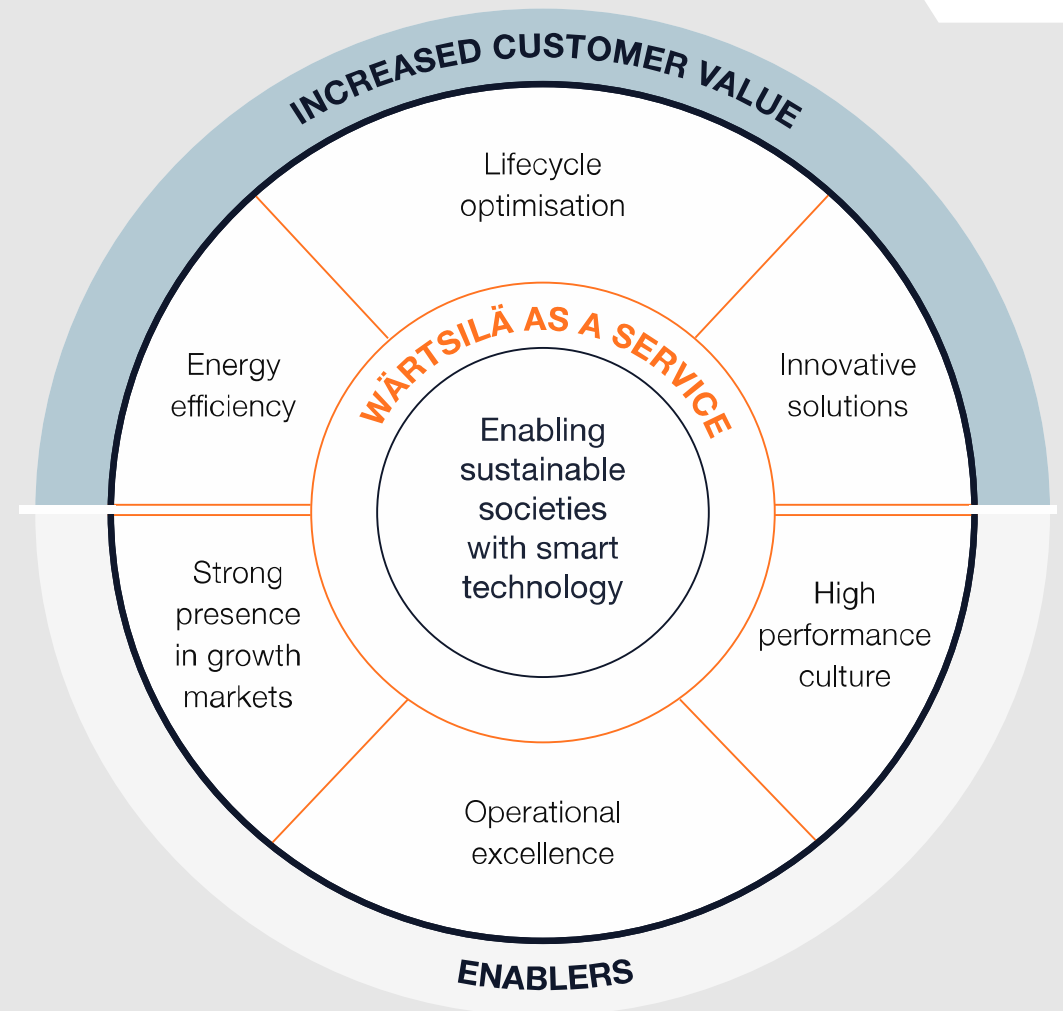 INCREASED CUSTOMER VALUE
Lifecycle
optimisation
Energy
efficiency
Innovative
solutions
WÄRTSILÄ AS A SERVICE
Enabling
sustainable
societies
with smart
technology
Strong
presence
in growth
markets
High
performance
culture
Operational
excellence
ENABLERS